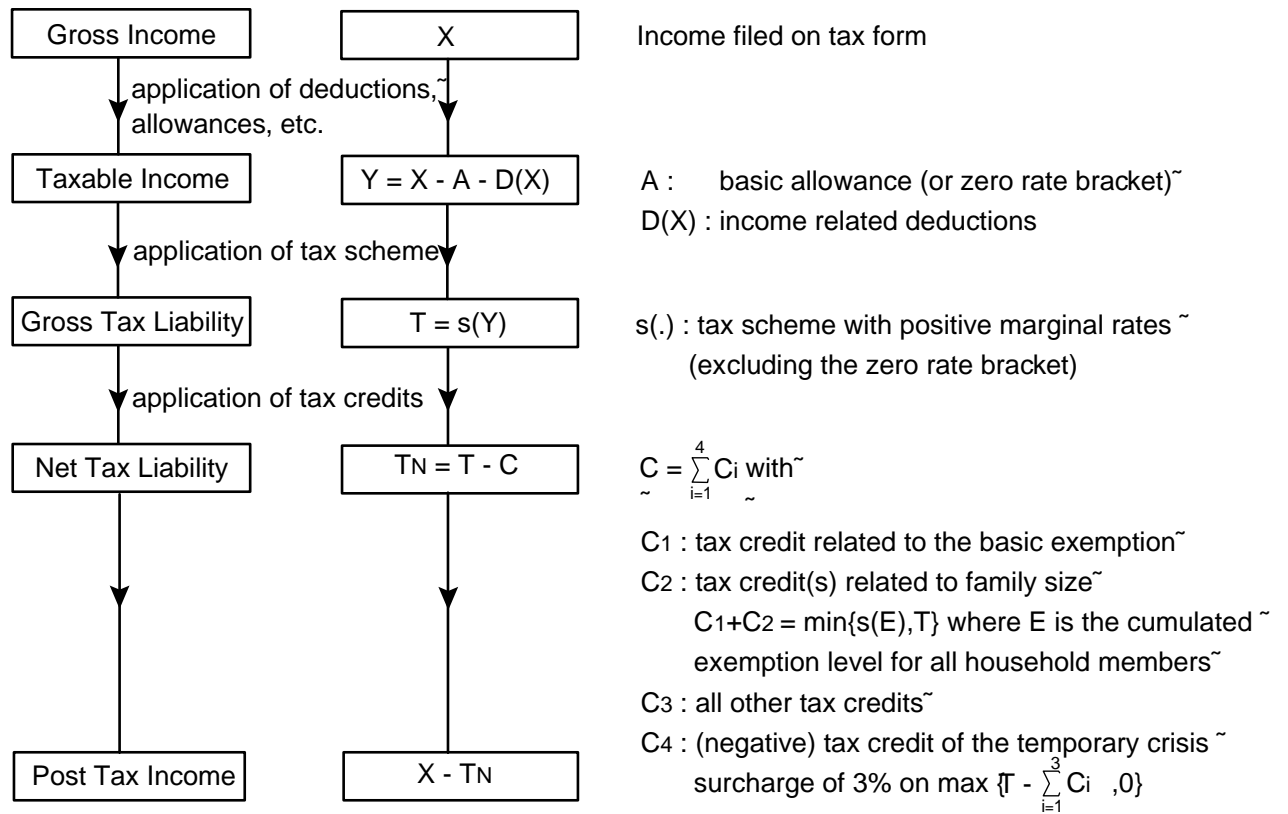 Gross Income
X
Income filed on tax form
application of deductions,˜
allowances, etc.
Taxable Income
Y = X - A - D(X)
A : basic allowance (or zero rate bracket)˜
D(X) : income related deductions
application of tax scheme
Gross Tax Liability
T = s(Y)
s(.) : tax scheme with positive marginal rates ˜
(excluding the zero rate bracket)
application of tax credits
Net Tax Liability
TN = T - C
4
C = ∑ Ci with˜
˜ i=1 ˜
C1 : tax credit related to the basic exemption˜
C2 : tax credit(s) related to family size˜
C1+C2 = min{s(E),T} where E is the cumulated ˜
exemption level for all household members˜
C3 : all other tax credits˜
C4 : (negative) tax credit of the temporary crisis ˜
3
surcharge of 3% on max {T - ∑ Ci ,0}
i=1
Post Tax Income
X - TN